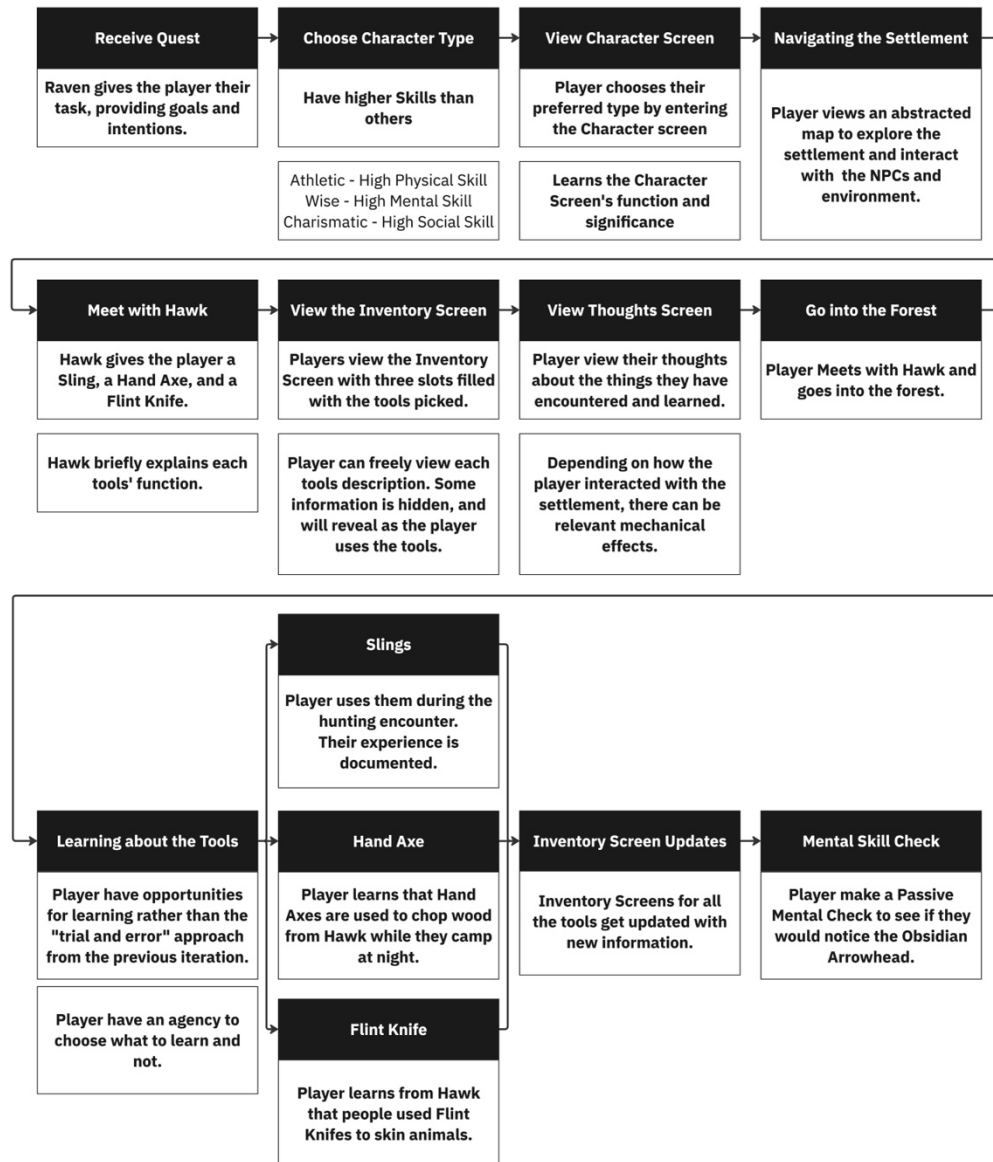 Receive Quest
Raven gives the player their
task, providing goals and
intentions.
Choose Character Type
Have higher Skills than
others
Athletic - High Physical Skill
Wise - High Mental Skill
Charismatic - High Social Skill
View Character Screen
Player chooses their
preferred type by entering
the Character screen
Learns the Character
Screen's function and
significance
Navigating the Settlement
Player views an abstracted
map to explore the
settlement and interact
with the NPCs and
environment.
Meet with Hawk
Hawk gives the player a
Sling, a Hand Axe, and a
Flint Knife.
Hawk briefly explains each
tools' function.
View the Inventory Screen
Players view the Inventory
Screen with three slots filled
with the tools picked.
Player can freely view each
tools description. Some
information is hidden, and
will reveal as the player
uses the tools.
View Thoughts Screen
Player view their thoughts
about the things they have
encountered and learned.
Depending on how the
player interacted with the
settlement, there can be
relevant mechanical
effects.
Go into the Forest
Player Meets with Hawk and
goes into the forest.
Learning about the Tools
Player have opportunities
for learning rather than the
"trial and error" approach
from the previous iteration.
Player have an agency to
choose what to learn and
not.
Slings
Player uses them during the
hunting encounter.
Their experience is
documented.
Hand Axe
Player learns that Hand
Axes are used to chop wood
from Hawk while they camp
at night.
Flint Knife
Player learns from Hawk
that people used Flint
Knifes to skin animals.
Inventory Screen Updates
Inventory Screens for all
the tools get updated with
new information.
Mental Skill Check
Player make a Passive
Mental Check to see if they
would notice the Obsidian
Arrowhead.